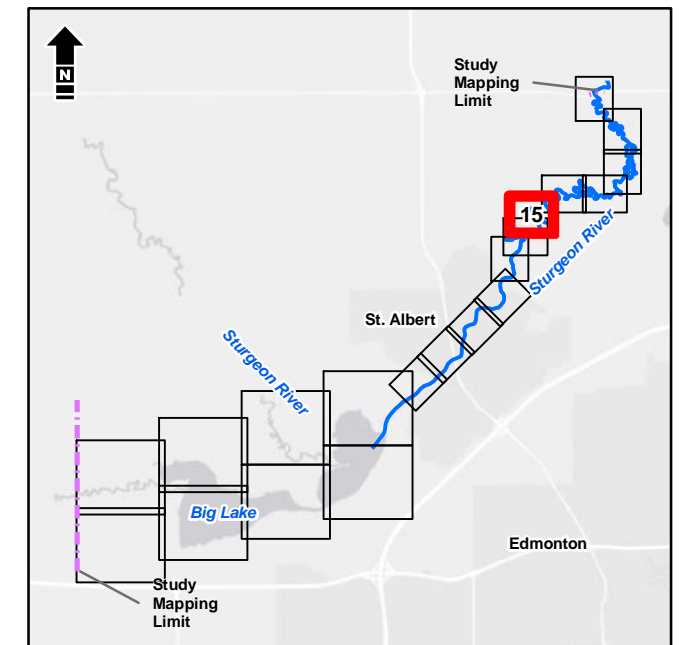 N
Study
Mapping
Limit
15
Sturgeon River
St. Albert
Sturgeon River
Big Lake
Edmonton
Study
Mapping
Limit